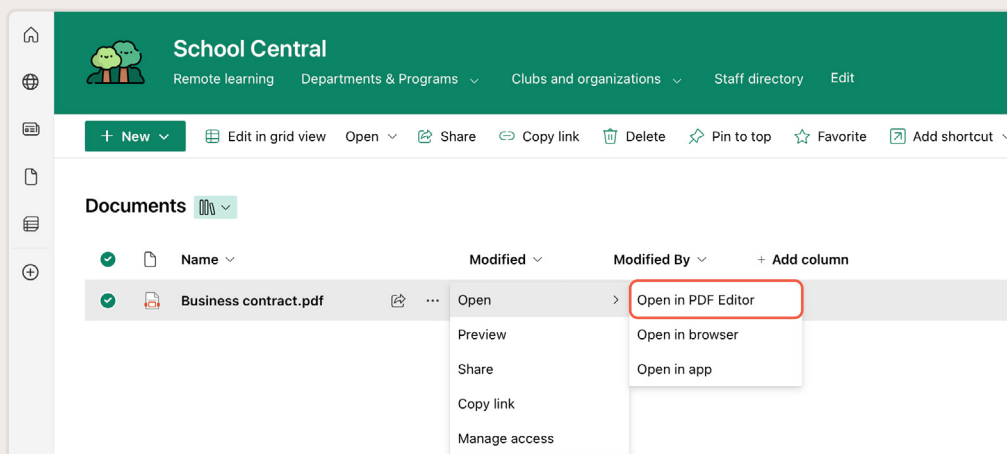 School Central
Remote learning Departments & Programs Clubs and organizations Staff directory Edit
+ New Edit in grid view Open Share Copy link Delete Pin to top Favorite Add shortcut
Documents
Name Modified Modified By + Add column
Business contract.pdf ... Open Open in PDF Editor
Preview Open in browser
Share Open in app
Copy link
Manage access